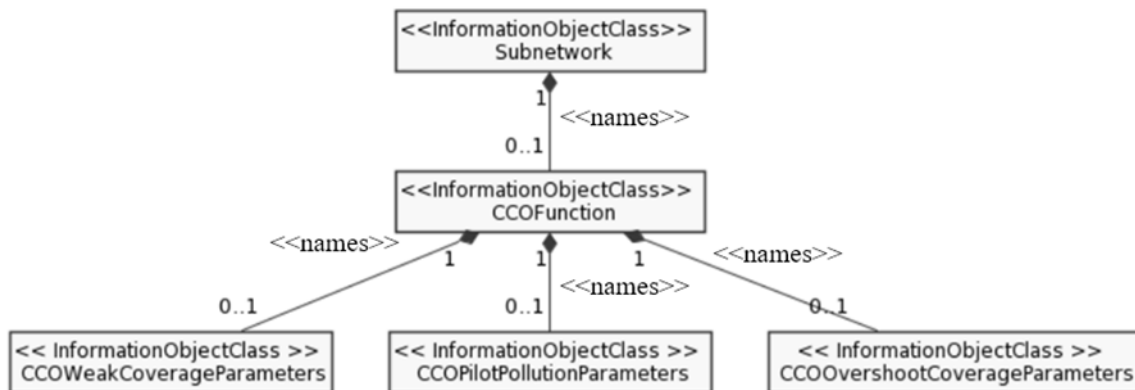 <<InformationObjectClass>>
Subnetwork
1
<<names>>
0..1
<<InformationObjectClass>>
CCOFunction
<<names>>
1
1
1
<<names>>
<<names>>
0..1
0..1
0..1
<< InformationObjectClass >>
CCOWeakCoverageParameters
<< InformationObjectClass >>
CCOPilotPollutionParameters
<< InformationObjectClass >>
CCOOvershootCoverageParameters